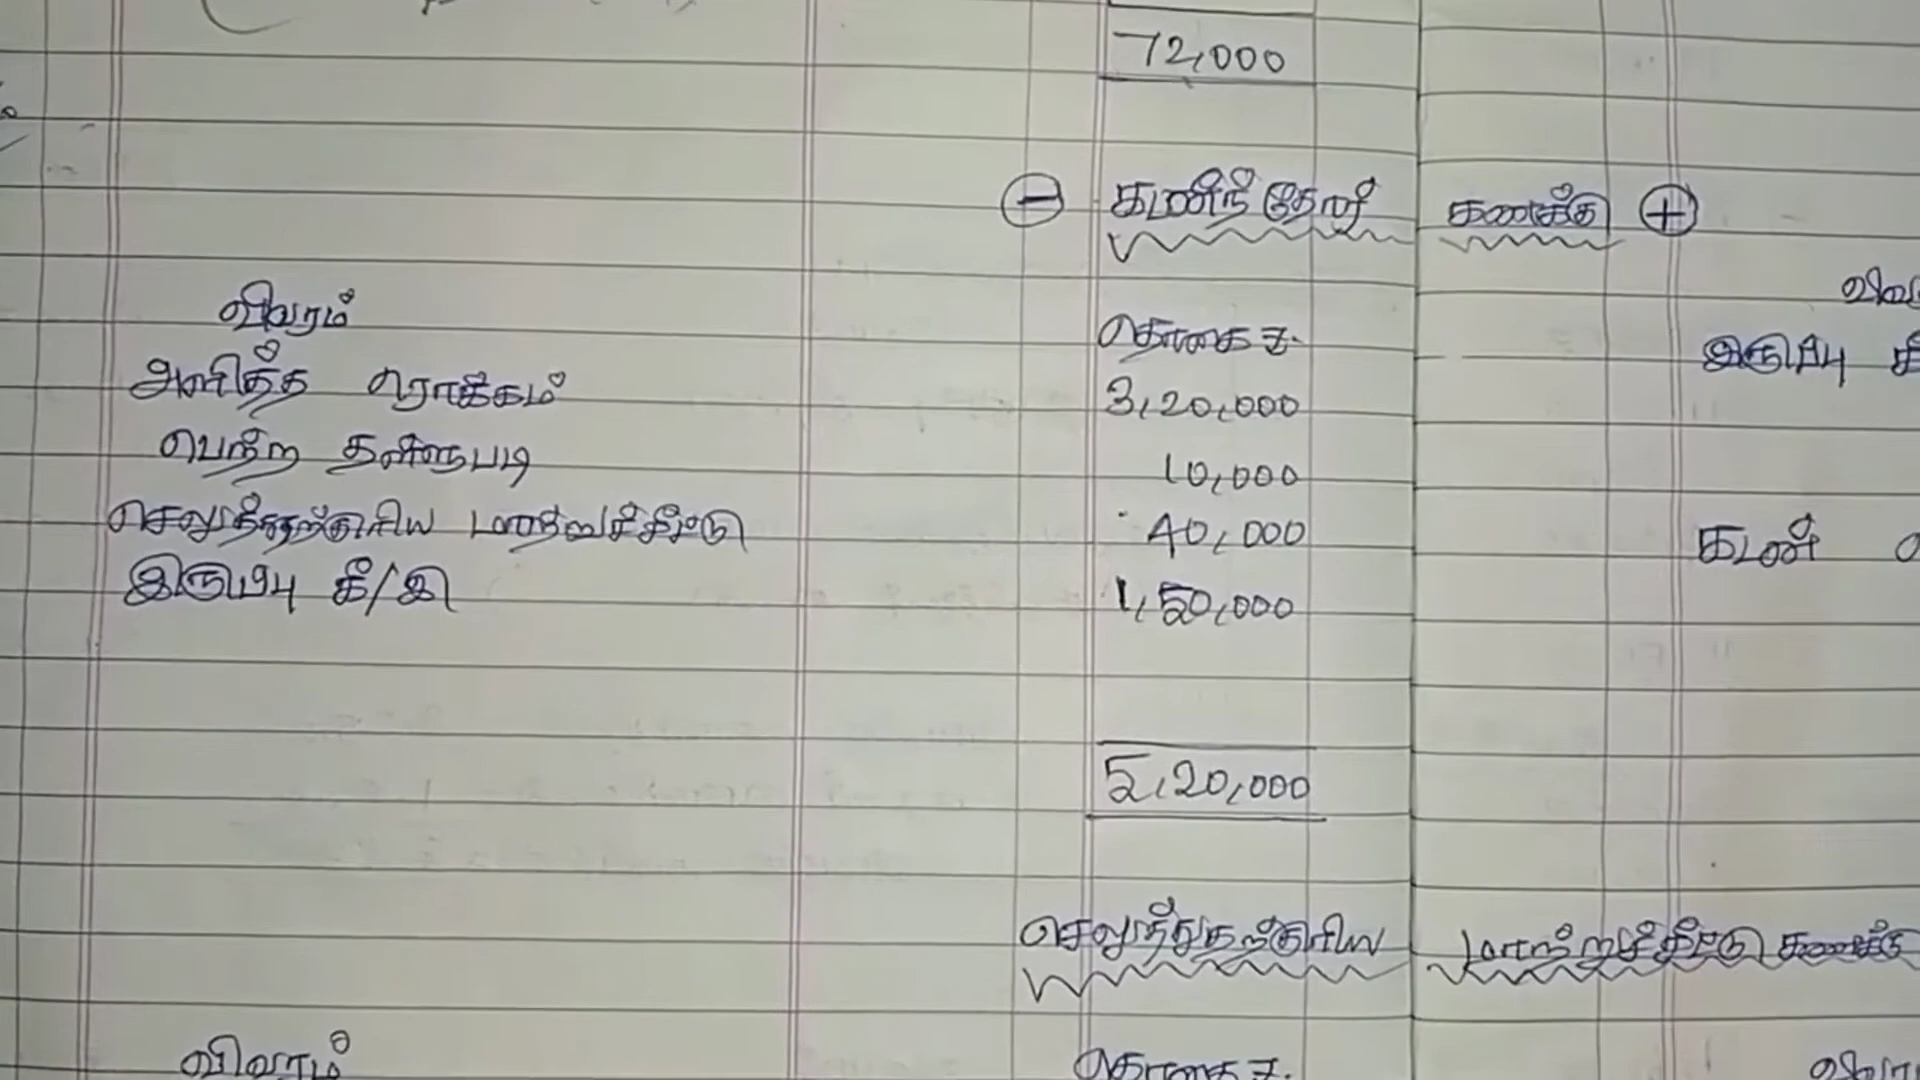 72,000
⊖ கடனீந்தோர் கணக்கு ⊕
விவரம் தொகை ரூ.
அளித்த ரொக்கம் 3,20,000 இருப்பு
பெற்ற தள்ளுபடி 10,000
செலுத்தற்குரிய மாற்றுச்சீட்டு 40,000 கடன்
இருப்பு கீ/இ 1,50,000
5,20,000
செலுத்துதற்குரிய மாற்றுச்சீட்டு கணக்கு
விவரம் தொகை ரூ.